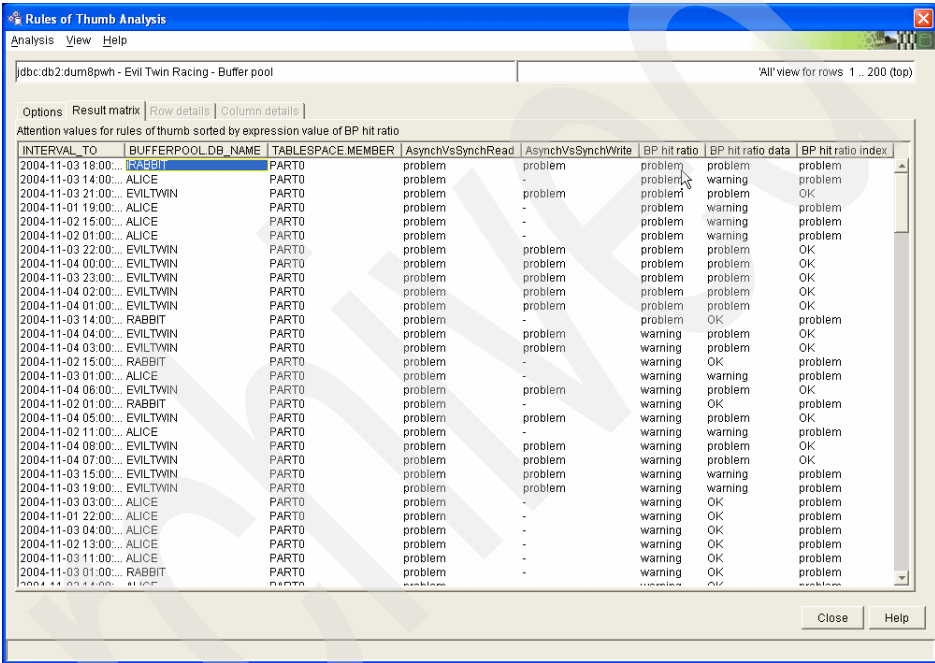 Rules of Thumb Analysis
Analysis View Help
jdbc:db2:dum8pwh - Evil Twin Racing - Buffer pool 'All' view for rows 1 .. 200 (top)
Options Result matrix Row details Column details
Attention values for rules of thumb sorted by expression value of BP hit ratio
INTERVAL_TO BUFFERPOOL.DB_NAME TABLESPACE.MEMBER AsynchVsSynchRead AsynchVsSynchWrite BP hit ratio BP hit ratio data BP hit ratio index
2004-11-03 18:00:... RABBIT PART0 problem problem problem problem problem
2004-11-03 14:00:... ALICE PART0 problem - problem warning problem
2004-11-03 21:00:... EVILTWIN PART0 problem problem problem problem OK
2004-11-01 19:00:... ALICE PART0 problem - problem warning problem
2004-11-02 15:00:... ALICE PART0 problem - problem warning problem
2004-11-02 01:00:... ALICE PART0 problem - problem warning problem
2004-11-03 22:00:... EVILTWIN PART0 problem problem problem problem OK
2004-11-04 00:00:... EVILTWIN PART0 problem problem problem problem OK
2004-11-03 23:00:... EVILTWIN PART0 problem problem problem problem OK
2004-11-04 02:00:... EVILTWIN PART0 problem problem problem problem OK
2004-11-04 01:00:... EVILTWIN PART0 problem problem problem problem OK
2004-11-03 14:00:... RABBIT PART0 problem - problem OK problem
2004-11-04 04:00:... EVILTWIN PART0 problem problem warning problem OK
2004-11-04 03:00:... EVILTWIN PART0 problem problem warning problem OK
2004-11-02 15:00:... RABBIT PART0 problem - warning OK problem
2004-11-03 01:00:... ALICE PART0 problem - warning warning problem
2004-11-04 06:00:... EVILTWIN PART0 problem problem warning problem OK
2004-11-02 01:00:... RABBIT PART0 problem - warning OK problem
2004-11-04 05:00:... EVILTWIN PART0 problem problem warning problem OK
2004-11-02 11:00:... ALICE PART0 problem - warning warning problem
2004-11-04 08:00:... EVILTWIN PART0 problem problem warning problem OK
2004-11-04 07:00:... EVILTWIN PART0 problem problem warning problem OK
2004-11-03 15:00:... EVILTWIN PART0 problem problem warning warning problem
2004-11-03 19:00:... EVILTWIN PART0 problem problem warning warning problem
2004-11-03 03:00:... ALICE PART0 problem - warning OK problem
2004-11-01 22:00:... ALICE PART0 problem - warning OK problem
2004-11-03 04:00:... ALICE PART0 problem - warning OK problem
2004-11-02 13:00:... ALICE PART0 problem - warning OK problem
2004-11-03 11:00:... ALICE PART0 problem - warning OK problem
2004-11-03 01:00:... RABBIT PART0 problem - warning OK problem
Close Help